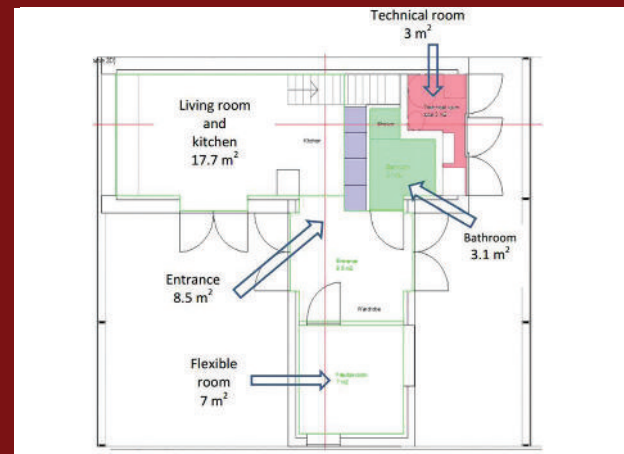 Technical room
3 m²
Living room
and
kitchen
17.7 m²
Kitchen
Bathroom
3.1 m²
Entrance
8.5 m²
Entrance
Flexible
room
7 m²